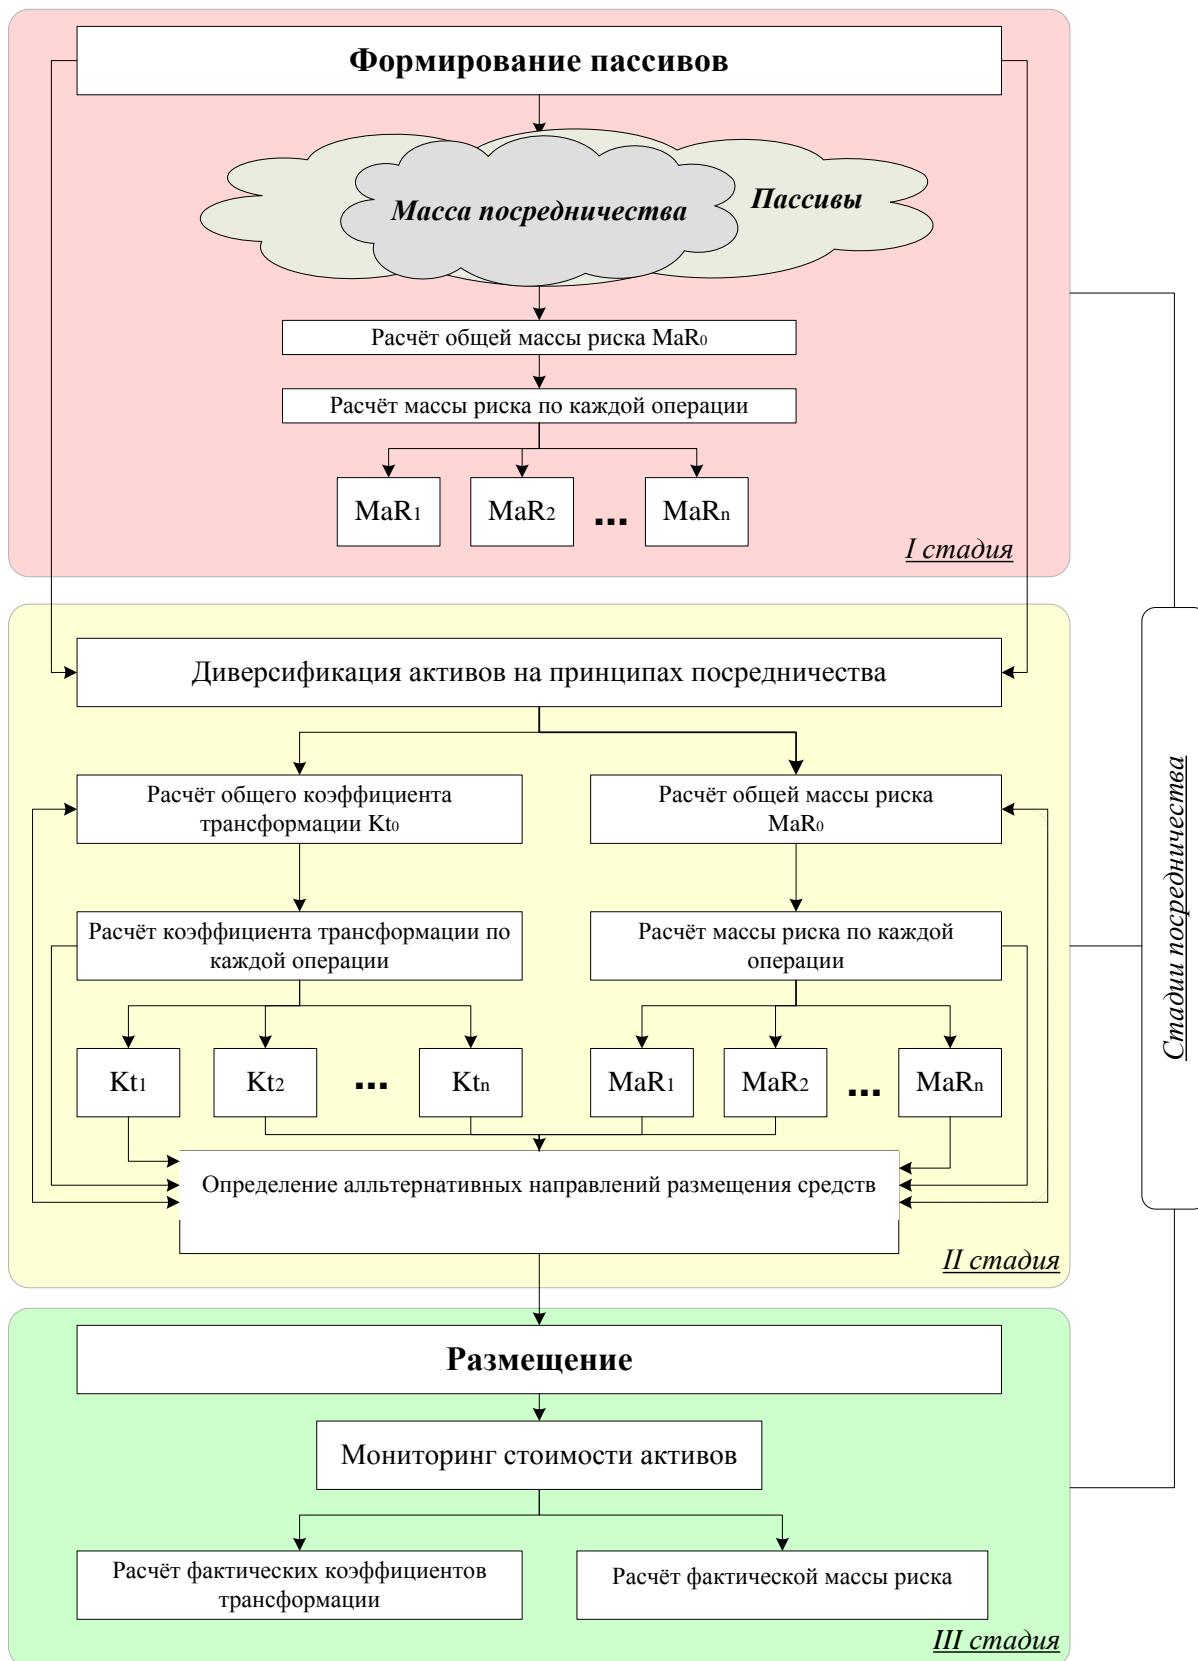 Формирование пассивов
Масса посредничества
Пассивы
Расчёт общей массы риска MaR0
Расчёт массы риска по каждой операции
MaR1
MaR2
...
MaRn
I стадия
Диверсификация активов на принципах посредничества
Расчёт общего коэффициента
трансформации Kt0
Расчёт общей массы риска
MaR0
Расчёт коэффициента трансформации по
каждой операции
Расчёт массы риска по каждой
операции
Kt1
Kt2
...
Ktn
MaR1
MaR2
...
MaRn
Определение алльтернативных направлений размещения средств
II стадия
Размещение
Мониторинг стоимости активов
Расчёт фактических коэффициентов
трансформации
Расчёт фактической массы риска
III стадия
Стадии посредничества